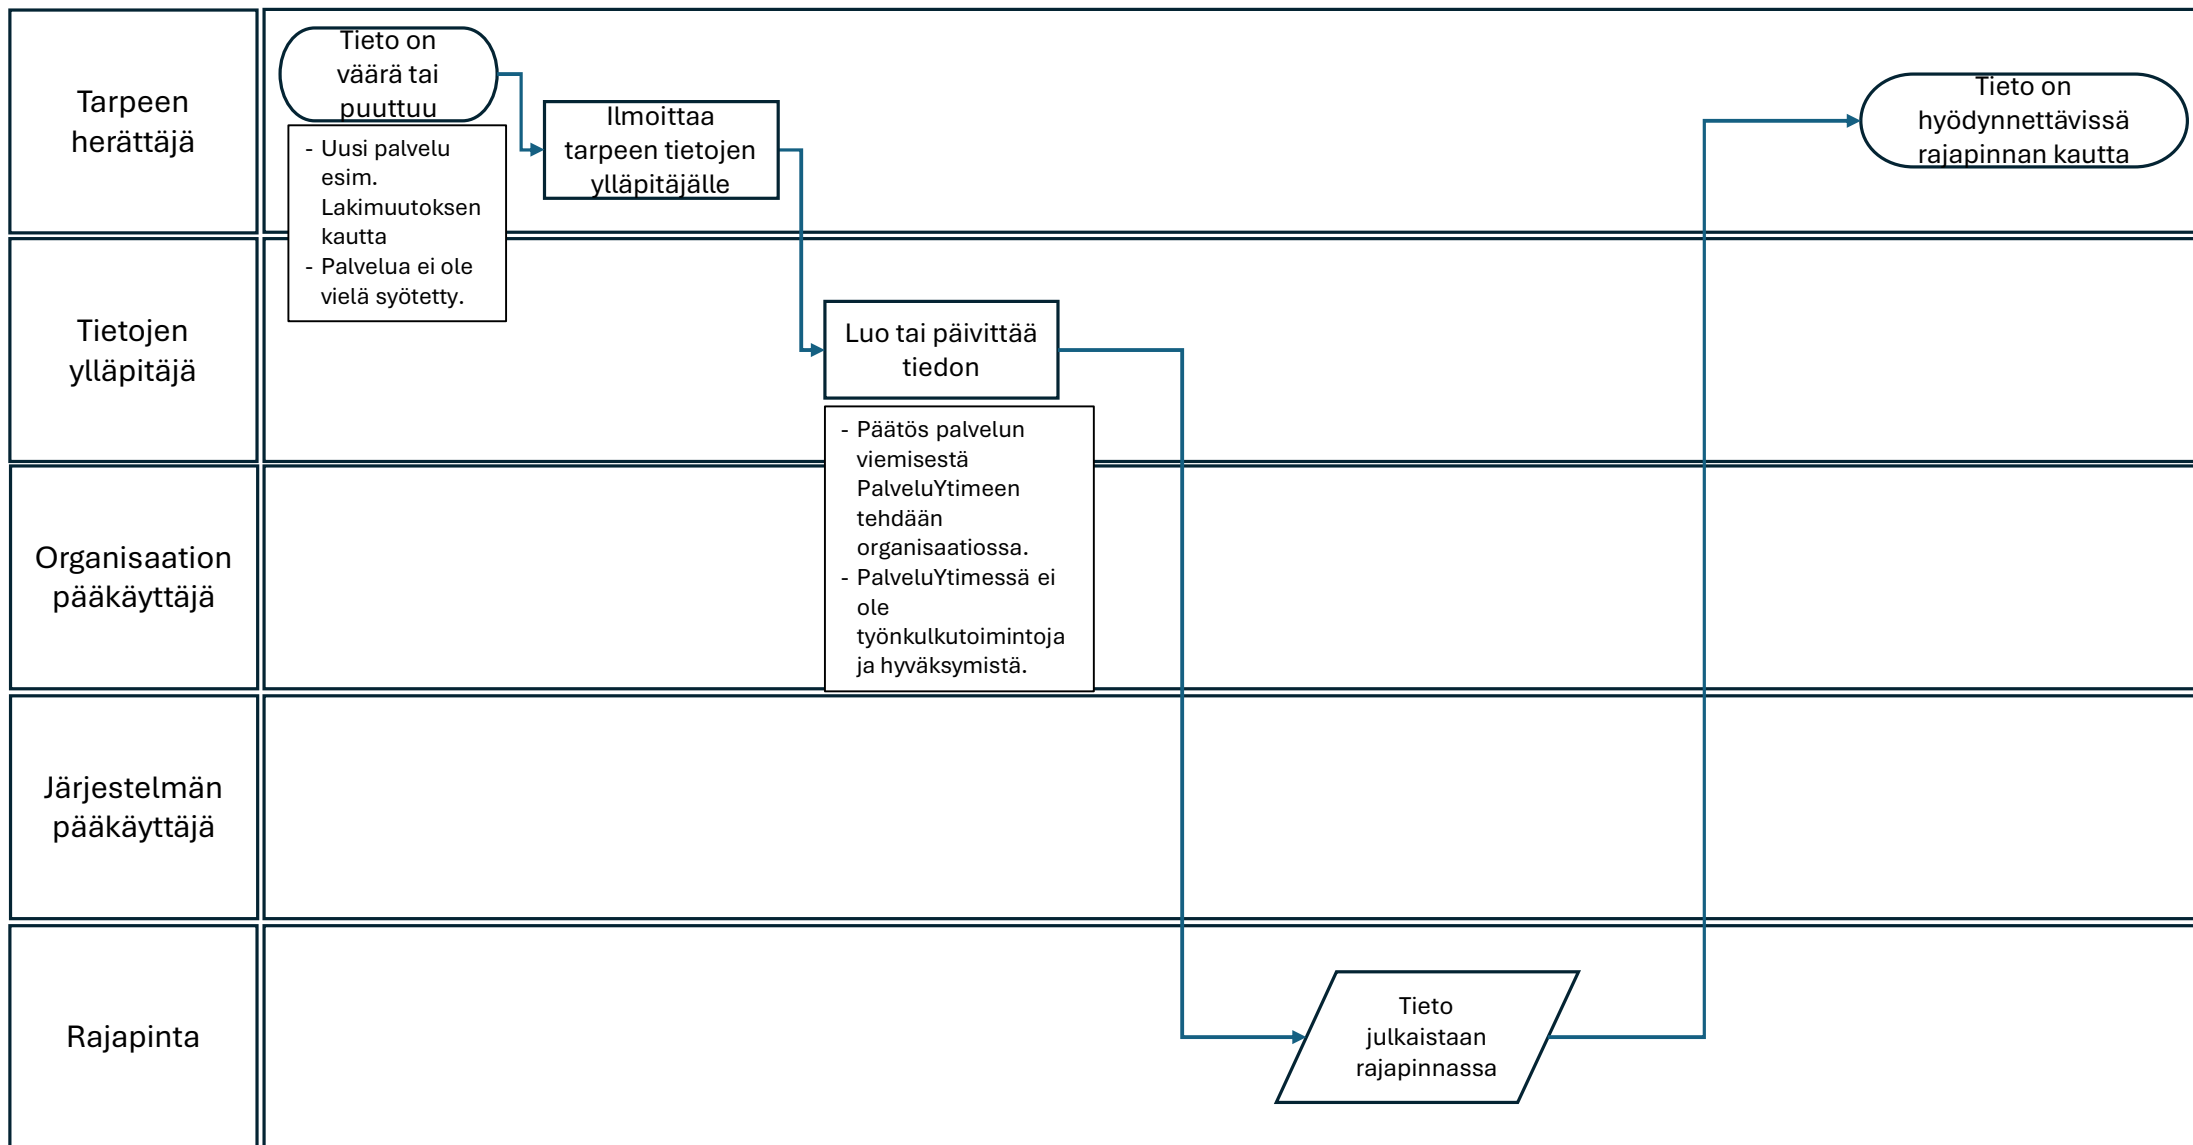 Tarpeen
herättäjä
Tieto on
väärä tai
puuttuu
- Uusi palvelu
esim.
Lakimuutoksen
kautta
- Palvelua ei ole
vielä syötetty.
Ilmoittaa
tarpeen tietojen
ylläpitäjälle
Tieto on
hyödynnettävissä
rajapinnan kautta
Tietojen
ylläpitäjä
Luo tai päivittää
tiedon
- Päätös palvelun
viemisestä
PalveluYtimeen
tehdään
organisaatiossa.
- PalveluYtimessä ei
ole
työnkulkutoimintoja
ja hyväksymistä.
Organisaation
pääkäyttäjä
Järjestelmän
pääkäyttäjä
Rajapinta
Tieto
julkaistaan
rajapinnassa